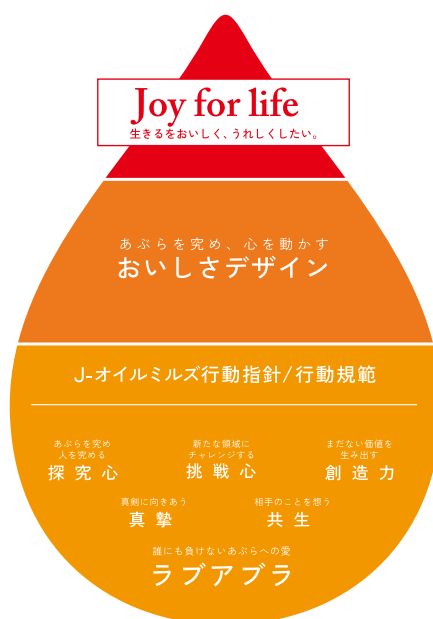 Joy for life
生きるをおいしく、うれしくしたい。
あぶらを究め、心を動かす
おいしさデザイン
J-オイルミルズ行動指針/行動規範
あぶらを究め
人を究める
探究心
新たな領域に
チャレンジする
挑戦心
まだない価値を
生み出す
創造力
真剣に向きあう
真摯
相手のことを想う
共生
誰にも負けないあぶらへの愛
ラブアブラ